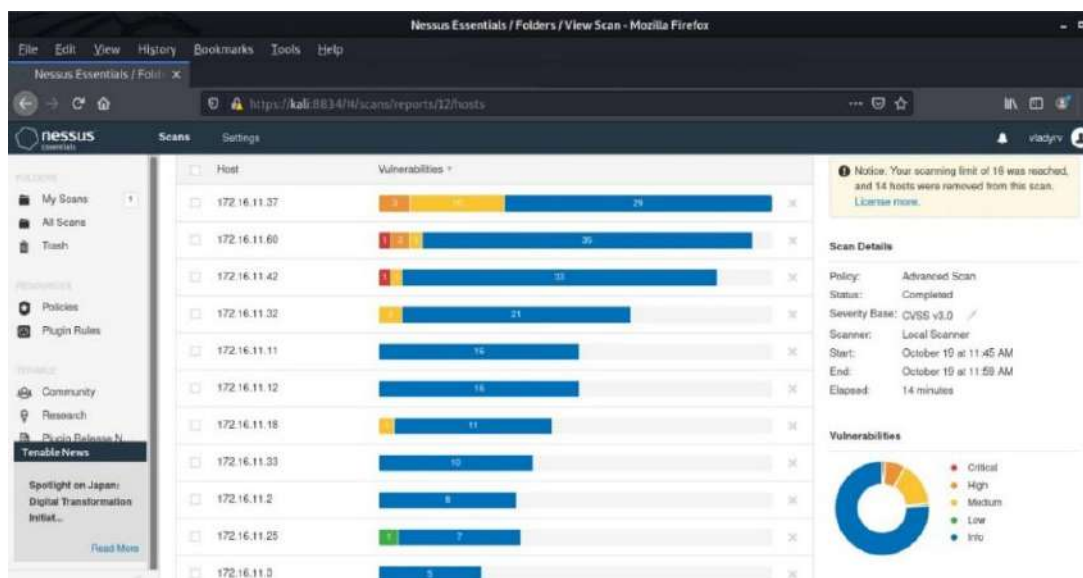 Nessus Essentials / Folders / View Scan - Mozilla Firefox
File Edit View History Bookmarks Tools Help
Nessus Essentials / Fold
https://kali:8834/#/scans/reports/12/hosts
nessus Scans Settings vladyrv
essentials
FOLDERS
My Scans 1
All Scans
Trash
RESOURCES
Policies
Plugin Rules
TENABLE
Community
Research
Plugin Release N
Tenable News
Spotlight on Japan:
Digital Transformation
Initiat...
Read More
Host Vulnerabilities
172.16.11.37 3 29
172.16.11.60 1 2 35
172.16.11.42 1 33
172.16.11.32 21
172.16.11.11 16
172.16.11.12 16
172.16.11.18 11
172.16.11.33 10
172.16.11.2 8
172.16.11.25 1 7
172.16.11.3 5
Notice: Your scanning limit of 16 was reached,
and 14 hosts were removed from this scan.
License more.
Scan Details
Policy: Advanced Scan
Status: Completed
Severity Base: CVSS v3.0
Scanner: Local Scanner
Start: October 19 at 11:45 AM
End: October 19 at 11:59 AM
Elapsed: 14 minutes
Vulnerabilities
Critical
High
Medium
Low
Info